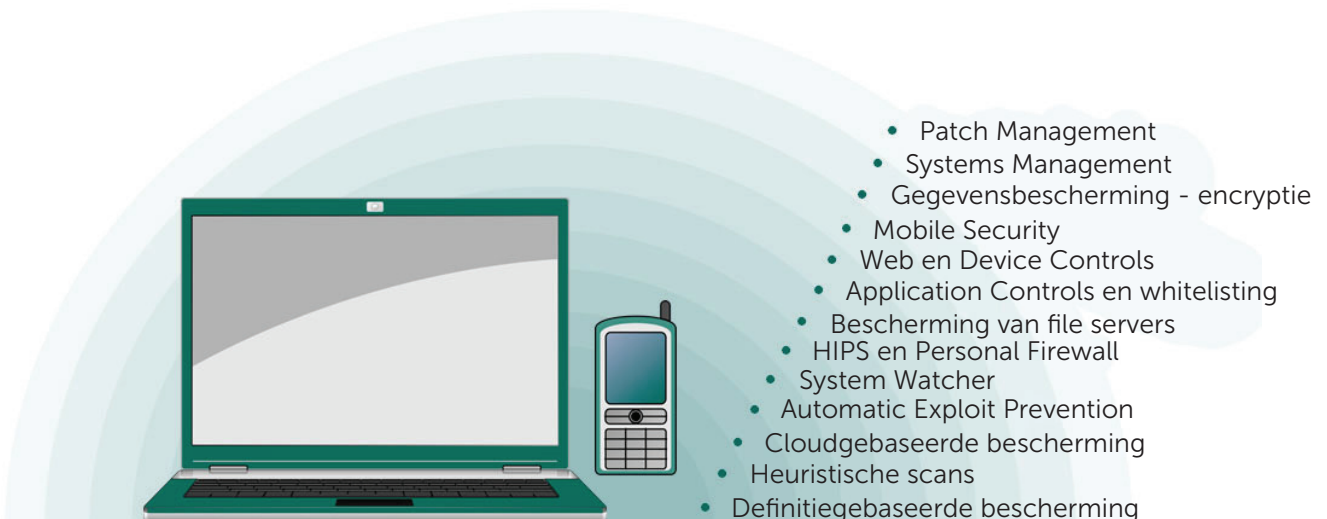 • Patch Management
• Systems Management
• Gegevensbescherming - encryptie
• Mobile Security
• Web en Device Controls
• Application Controls en whitelisting
• Bescherming van file servers
• HIPS en Personal Firewall
• System Watcher
• Automatic Exploit Prevention
• Cloudgebaseerde bescherming
• Heuristische scans
• Definitiegebaseerde bescherming